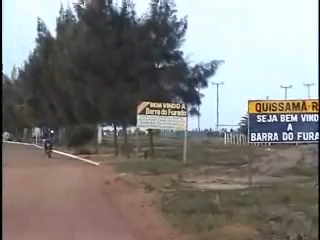 BEM VINDO A
Barra do Furado
QUISSAMÃ-R
SEJA BEM VIND
A
BARRA DO FURA